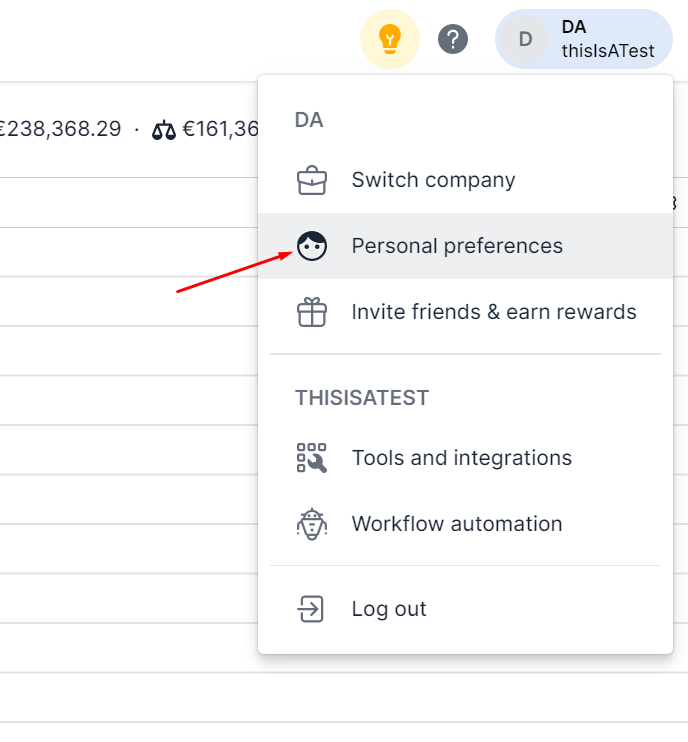 D
DA
thisIsATest
€238,368.29 · €161,36
DA
Switch company
Personal preferences
Invite friends & earn rewards
THISISATEST
Tools and integrations
Workflow automation
Log out